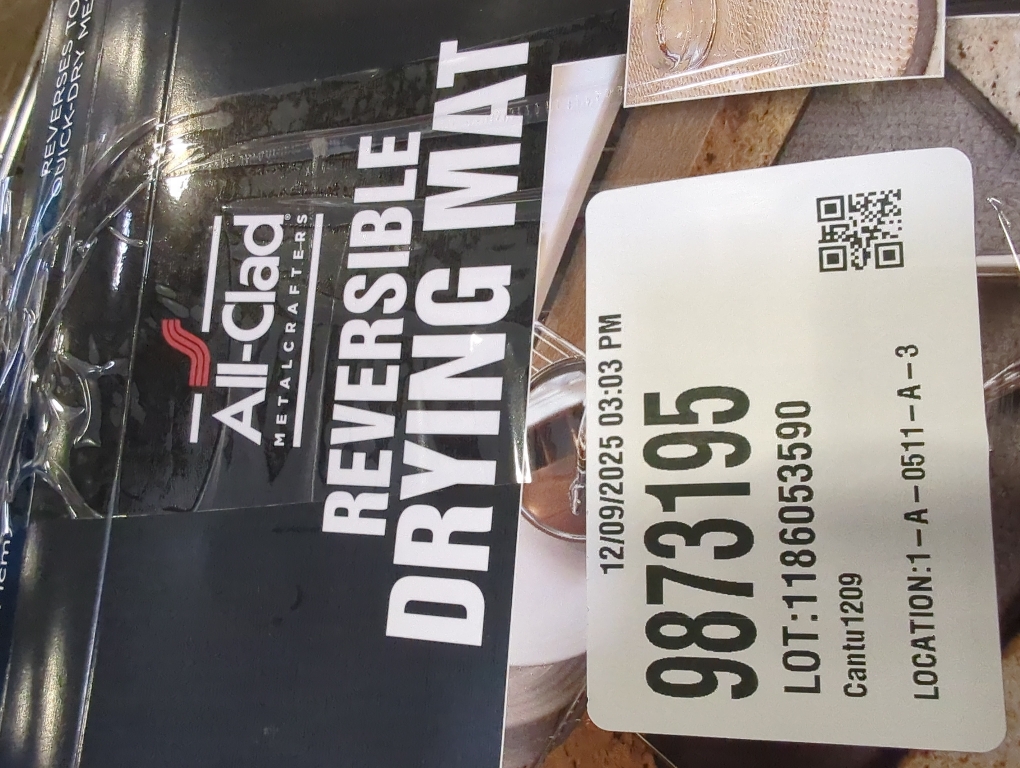 REVERSES TO
QUICK-DRY
All-Clad®
METALCRAFTERS
REVERSIBLE
DRYING MAT
12/09/2025 03:03 PM
9873195
LOT:1186053590
Cantu1209
LOCATION:1-A-0511-A-3